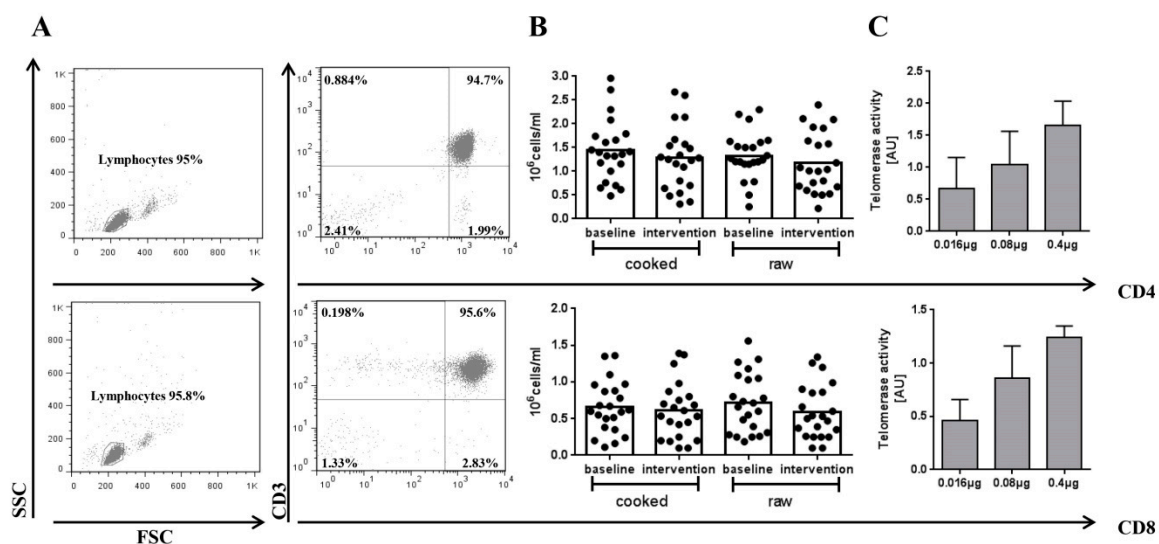 A
B
C
SSC
1K
800
600
400
200
0
Lymphocytes 95%
0 200 400 600 800 1K
CD3
10^4
10^3
10^2
10^1
10^0
0.884%
94.7%
2.41%
1.99%
10^0 10^1 10^2 10^3 10^4
10^6cells/ml
3.0
2.5
2.0
1.5
1.0
0.5
0.0
baseline intervention baseline intervention
cooked raw
Telomerase activity
[AU]
2.5
2.0
1.5
1.0
0.5
0.0
0.016µg 0.08µg 0.4µg
CD4
1K
800
600
400
200
0
Lymphocytes 95.8%
0 200 400 600 800 1K
FSC
10^4
10^3
10^2
10^1
10^0
0.198%
95.6%
1.33%
2.83%
10^0 10^1 10^2 10^3 10^4
10^6cells/ml
2.0
1.5
1.0
0.5
0.0
baseline intervention baseline intervention
cooked raw
Telomerase activity
[AU]
1.5
1.0
0.5
0.0
0.016µg 0.08µg 0.4µg
CD8